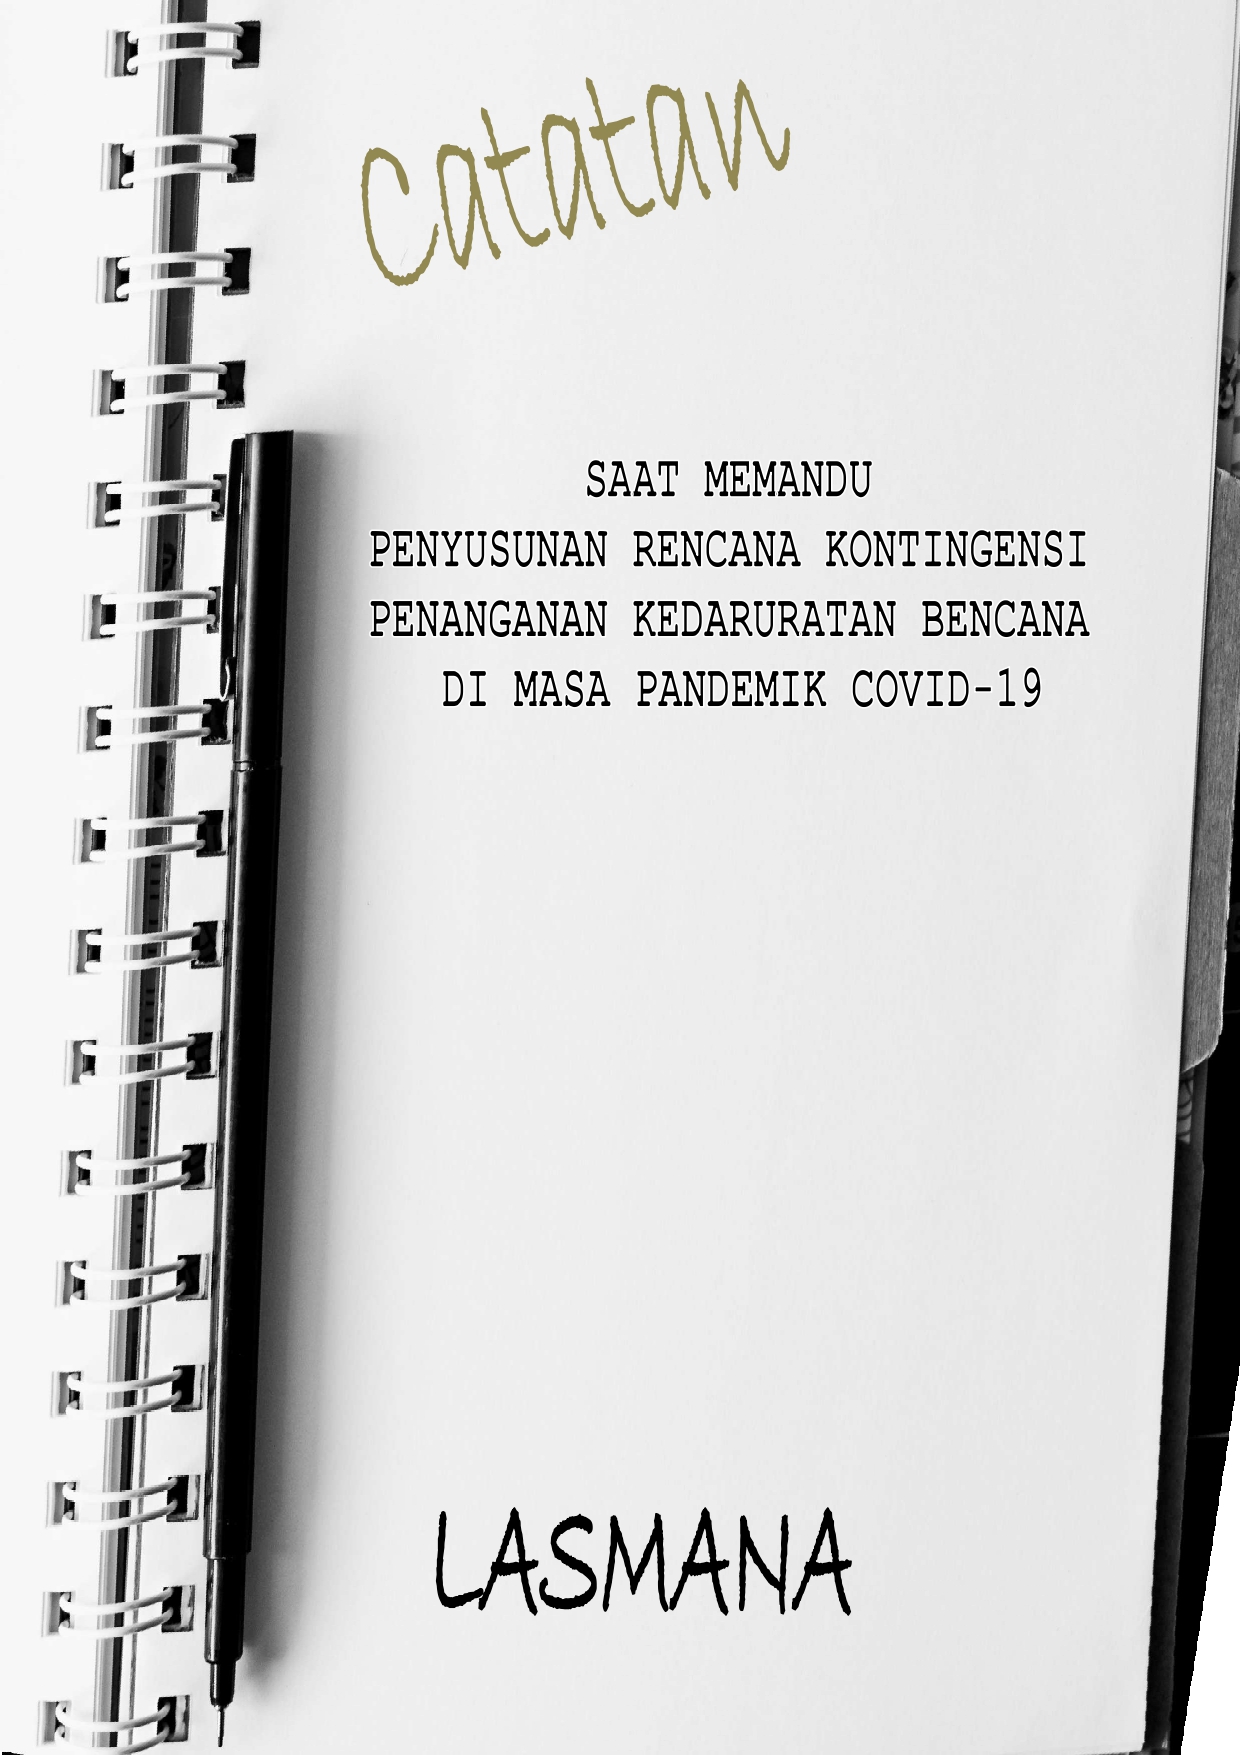 Catatan
SAAT MEMANDU
PENYUSUNAN RENCANA KONTINGENSI
PENANGANAN KEDARURATAN BENCANA
DI MASA PANDEMIK COVID-19
LASMANA